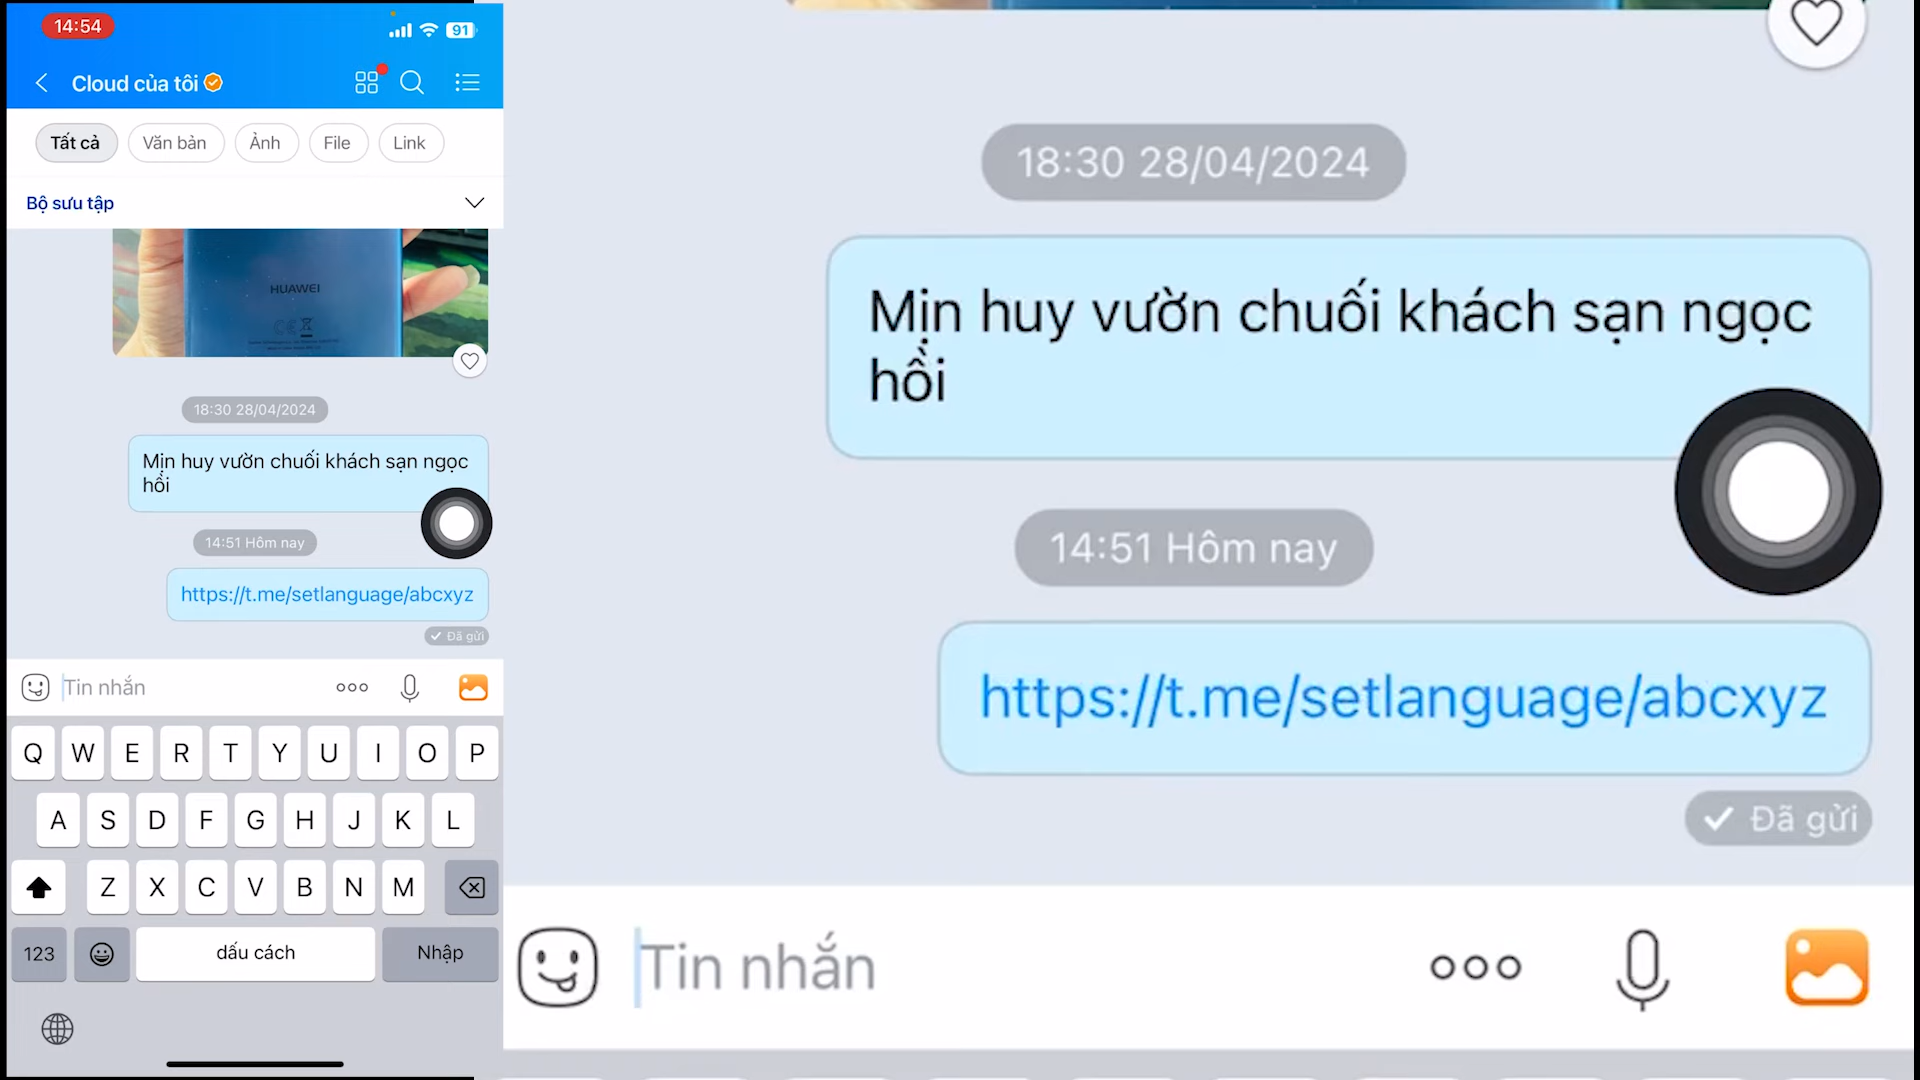 14:54
91
Cloud của tôi
Tất cả
Văn bản
Ảnh
File
Link
Bộ sưu tập
HUAWEI
18:30 28/04/2024
Mịn huy vườn chuối khách sạn ngọc
hồi
14:51 Hôm nay
https://t.me/setlanguage/abcxyz
Đã gửi
Tin nhắn
Q W E R T Y U I O P
A S D F G H J K L
Z X C V B N M
123
dấu cách
Nhập
18:30 28/04/2024
Mịn huy vườn chuối khách sạn ngọc
hồi
14:51 Hôm nay
https://t.me/setlanguage/abcxyz
Đã gửi
Tin nhắn